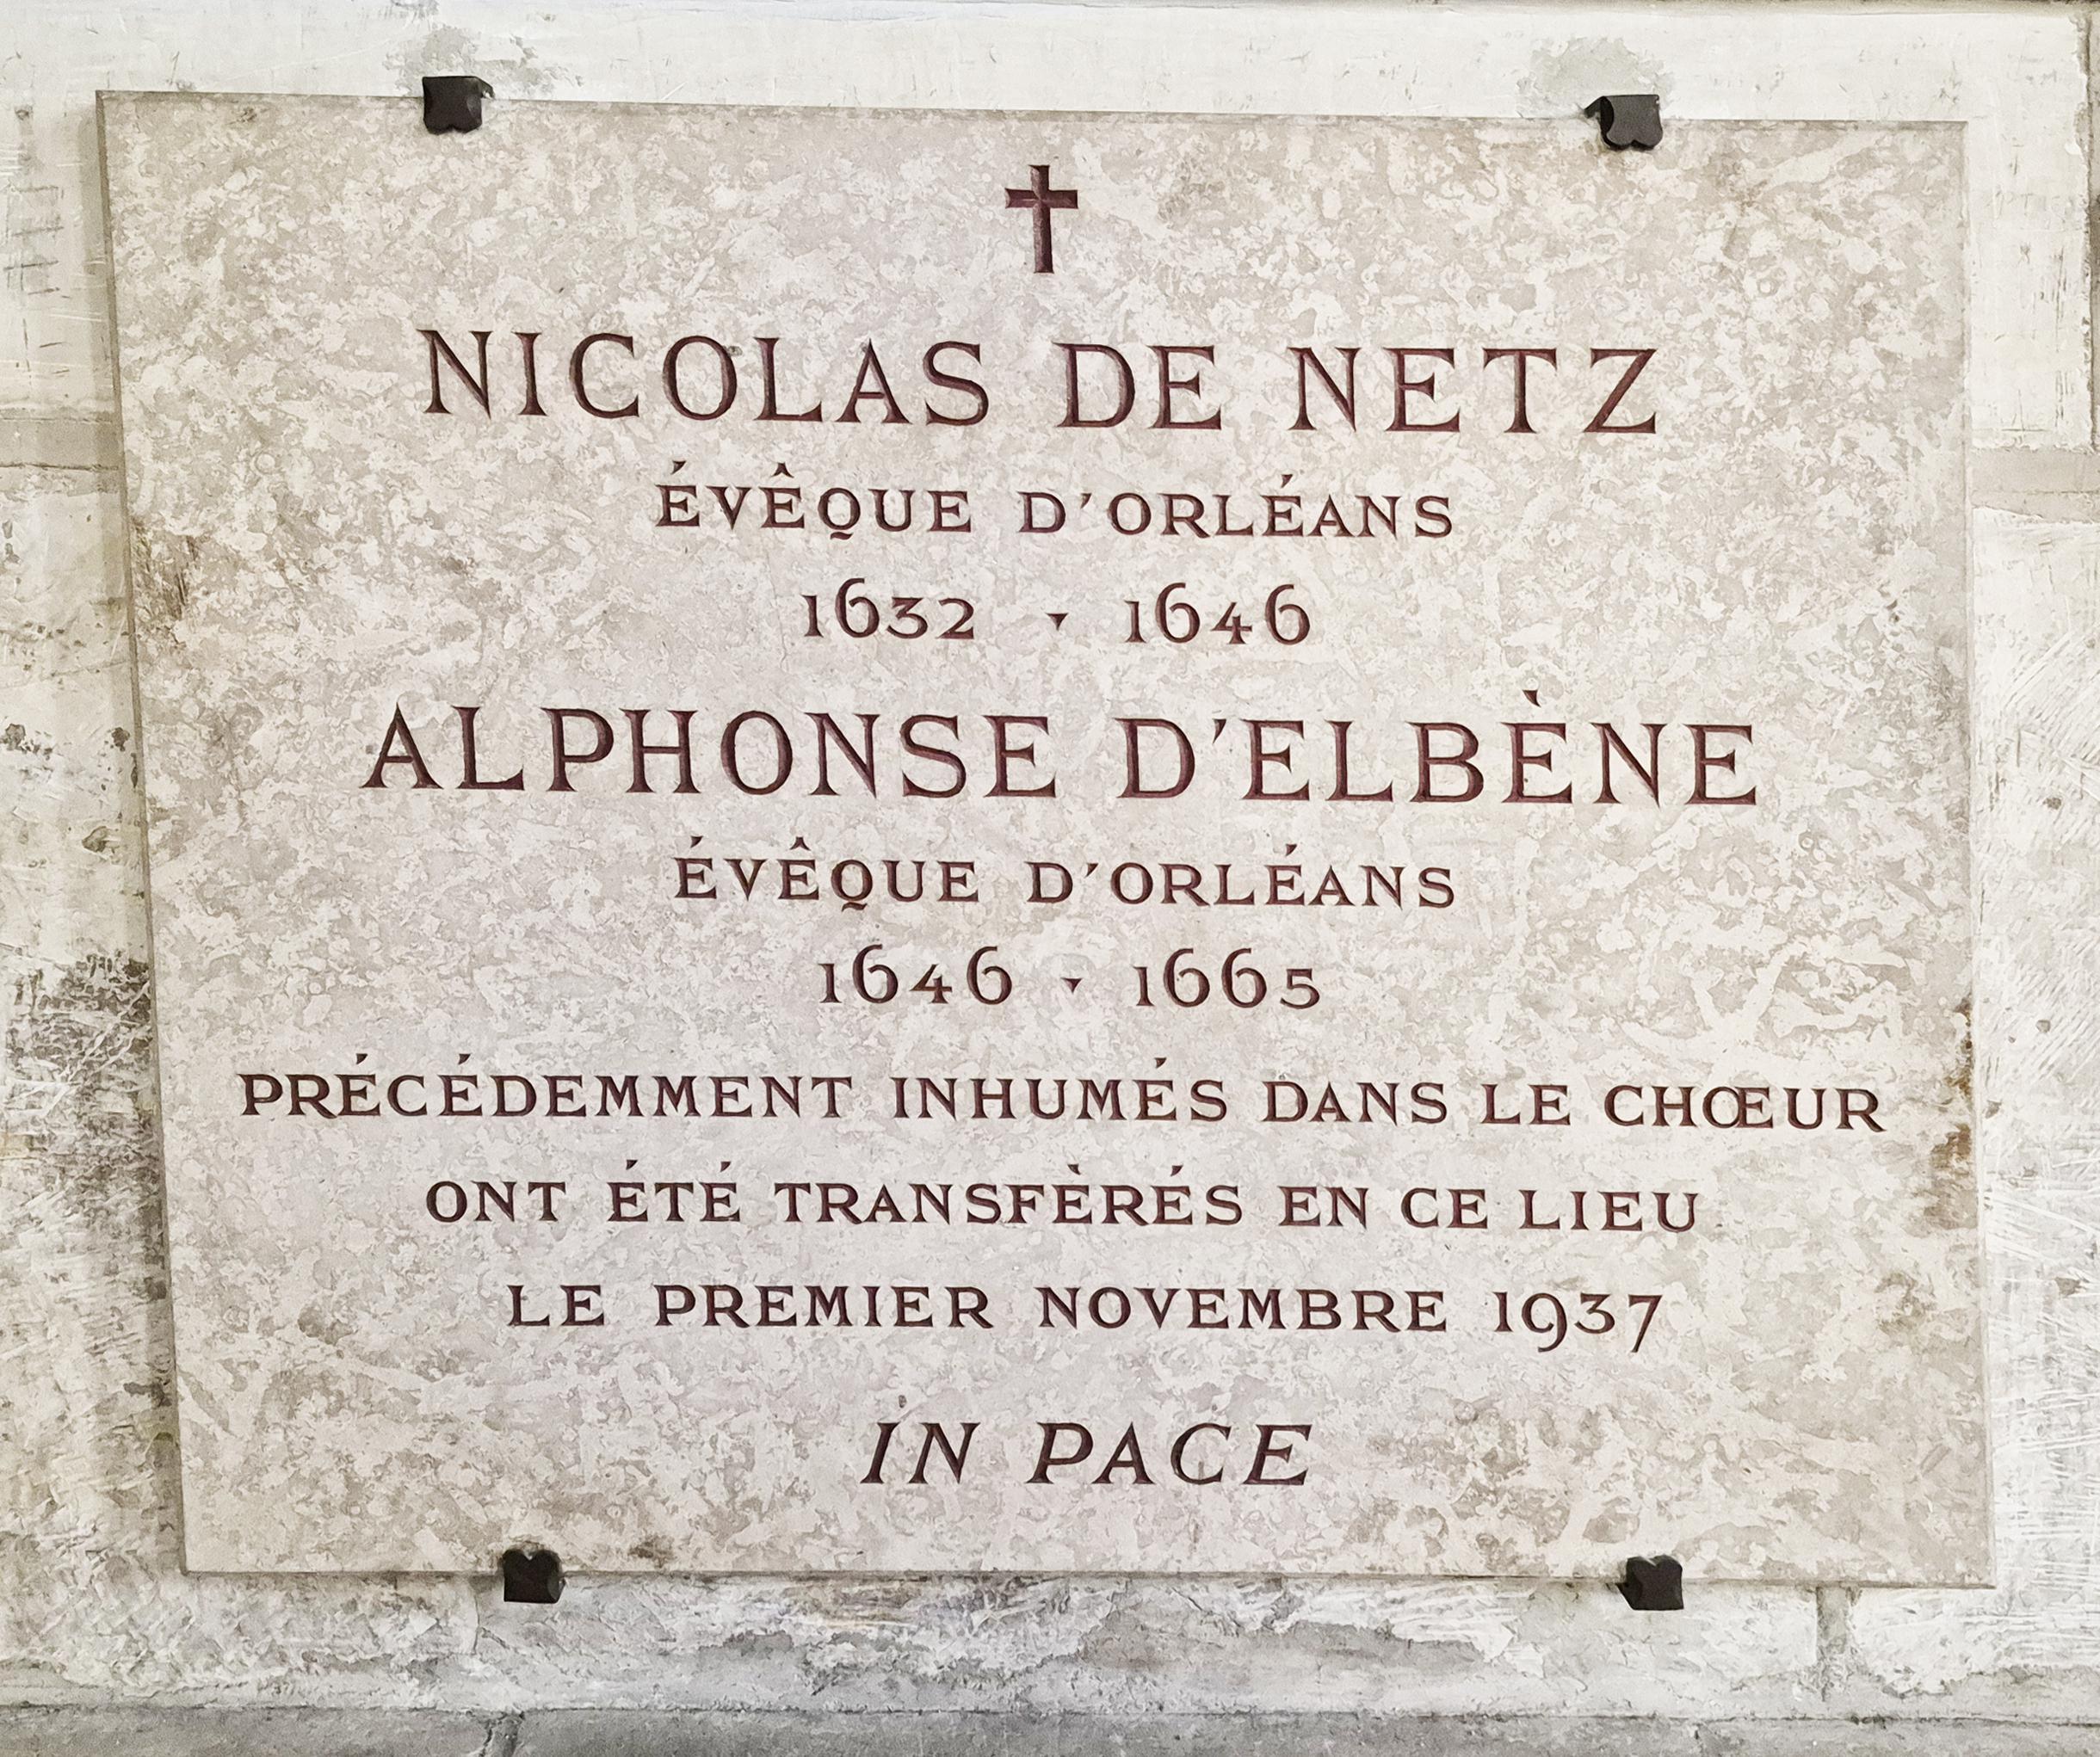 NICOLAS DE NETZ
ÉVÊQUE D'ORLÉANS
1632 ▾ 1646
ALPHONSE D'ELBÈNE
ÉVÊQUE D'ORLÉANS
1646 ▾ 1665
PRÉCÉDEMMENT INHUMÉS DANS LE CHŒUR
ONT ÉTÉ TRANSFÈRÉS EN CE LIEU
LE PREMIER NOVEMBRE 1937
IN PACE